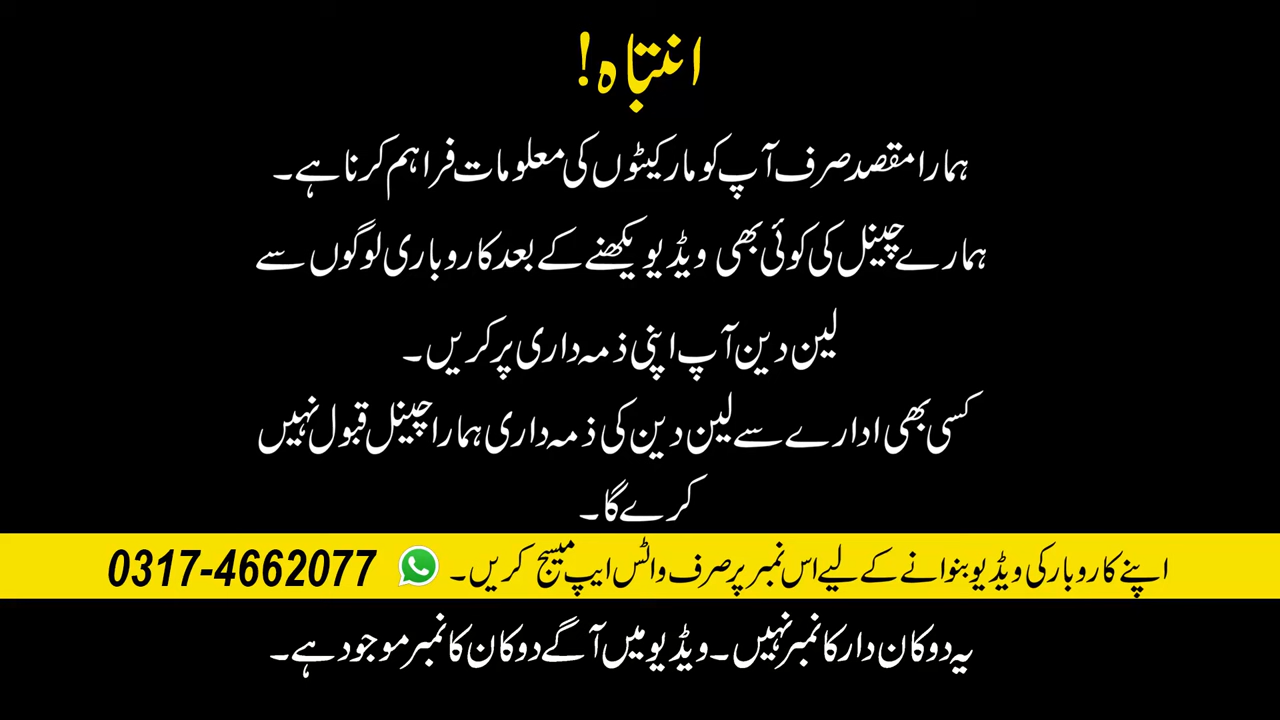 انتباہ!
ہمارا مقصد صرف آپ کو مارکیٹوں کی معلومات فراہم کرنا ہے۔
ہمارے چینل کی کوئی بھی ویڈیو یکھنے کے بعد کاروباری لوگوں سے
لین دین آپ اپنی ذمہ داری پر کریں۔
کسی بھی ادارے سے لین دین کی ذمہ داری ہمارا چینل قبول نہیں
کرے گا۔
اپنے کاروبار کی ویڈیو بنوانے کے لیے اس نمبر پر صرف واٹس ایپ میسج کریں۔ 0317-4662077
یہ دوکان دار کا نمبر نہیں۔ ویڈیو میں آگے دوکان کا نمبر موجود ہے۔